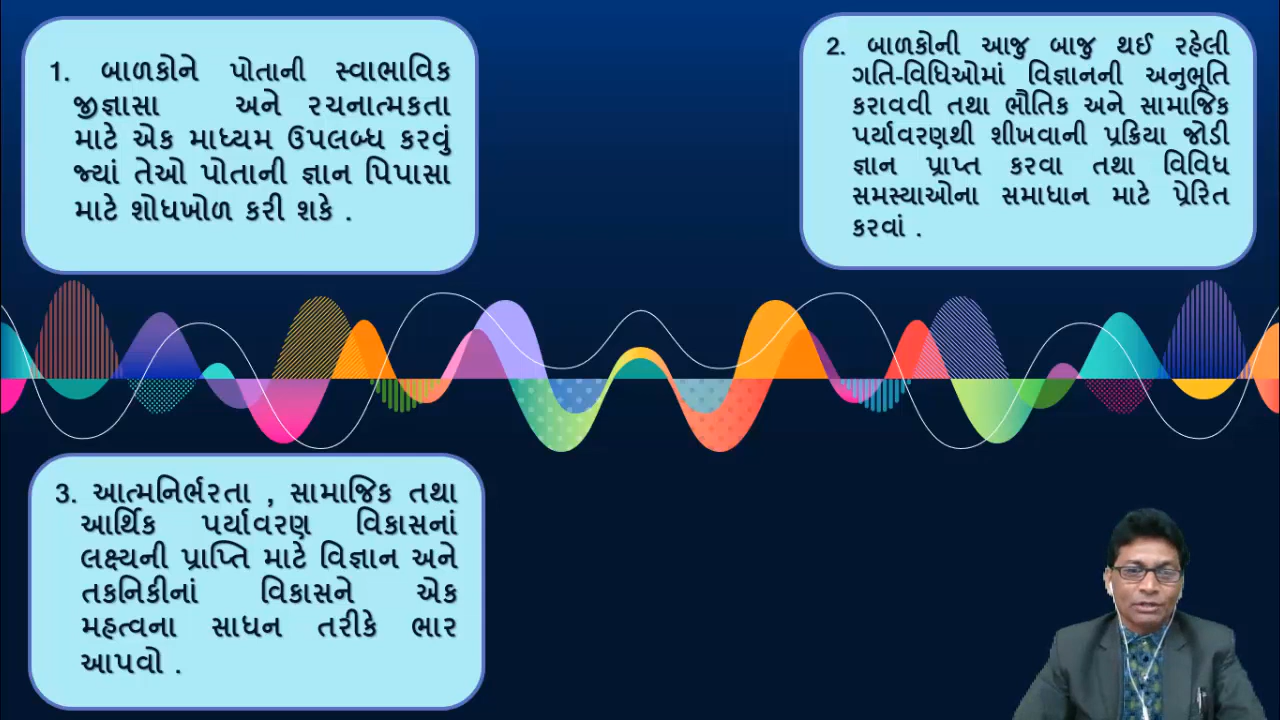 1. બાળકોને પોતાની સ્વાભાવિક
જીજ્ઞાસા અને રચનાત્મકતા
માટે એક માધ્યમ ઉપલબ્ધ કરવું
જ્યાં તેઓ પોતાની જ્ઞાન પિપાસા
માટે શોધખોળ કરી શકે .
2. બાળકોની આજુ બાજુ થઈ રહેલી
ગતિ-વિધિઓમાં વિજ્ઞાનની અનુભૂતિ
કરાવવી તથા ભૌતિક અને સામાજિક
પર્યાવરણથી શીખવાની પ્રક્રિયા જોડી
જ્ઞાન પ્રાપ્ત કરવા તથા વિવિધ
સમસ્યાઓના સમાધાન માટે પ્રેરિત
કરવાં .
3. આત્મનિર્ભરતા , સામાજિક તથા
આર્થિક પર્યાવરણ વિકાસનાં
લક્ષ્યની પ્રાપ્તિ માટે વિજ્ઞાન અને
તકનિકીનાં વિકાસને એક
મહત્વના સાધન તરીકે ભાર
આપવો .